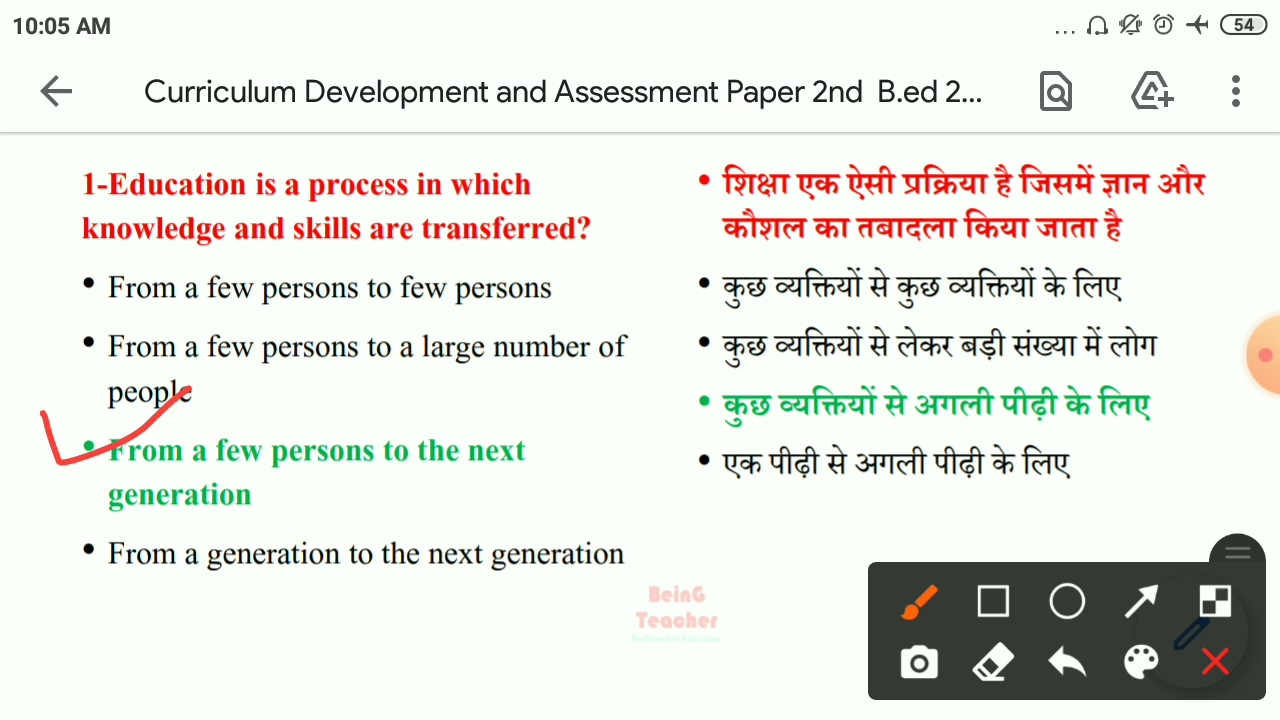 10:05 AM
... 54
Curriculum Development and Assessment Paper 2nd B.ed 2...
1-Education is a process in which
knowledge and skills are transferred?
• From a few persons to few persons
• From a few persons to a large number of
people
• From a few persons to the next
generation
• From a generation to the next generation
• शिक्षा एक ऐसी प्रक्रिया है जिसमें ज्ञान और
कौशल का तबादला किया जाता है
• कुछ व्यक्तियों से कुछ व्यक्तियों के लिए
• कुछ व्यक्तियों से लेकर बड़ी संख्या में लोग
• कुछ व्यक्तियों से अगली पीढ़ी के लिए
• एक पीढ़ी से अगली पीढ़ी के लिए
BeinG
Teacher